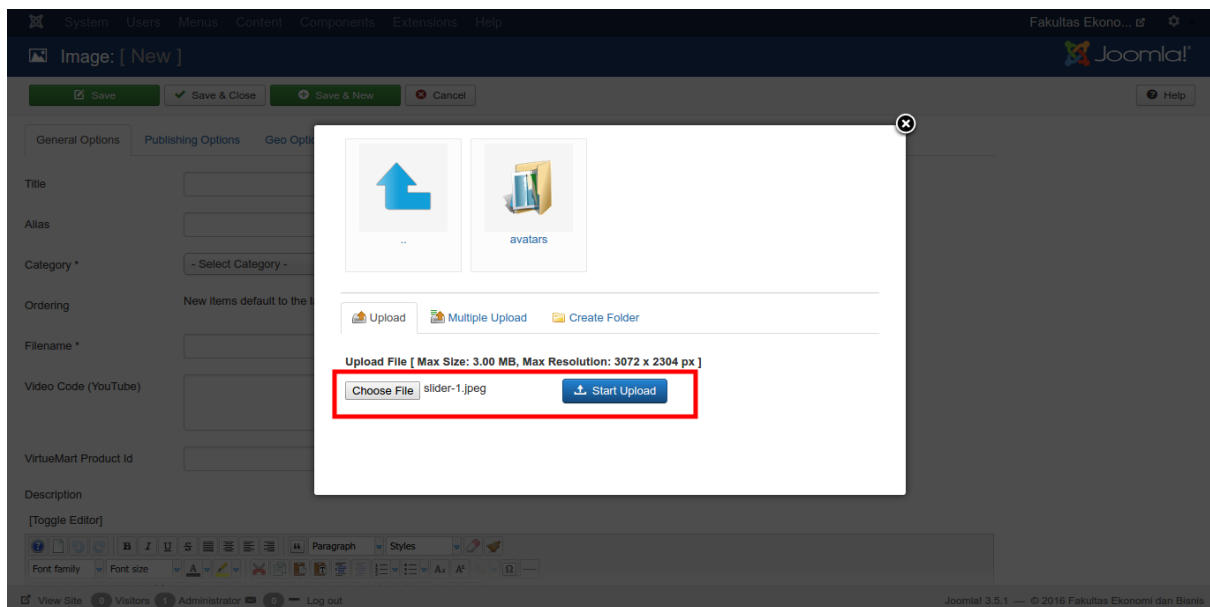 System Users Menus Content Components Extensions Help Fakultas Ekono...
Image: [ New ] Joomla!
Save Save & Close Save & New Cancel Help
General Options Publishing Options Geo Optio
Title
Alias
Category * - Select Category -
Ordering New items default to the l
Filename *
Video Code (YouTube)
VirtueMart Product Id
Description
[Toggle Editor]
..
avatars
Upload Multiple Upload Create Folder
Upload File [ Max Size: 3.00 MB, Max Resolution: 3072 x 2304 px ]
Choose File slider-1.jpeg Start Upload
B I U S Paragraph Styles
Font family Font size A
View Site 0 Visitors 1 Administrator 0 Log out Joomla! 3.5.1 — © 2016 Fakultas Ekonomi dan Bisnis